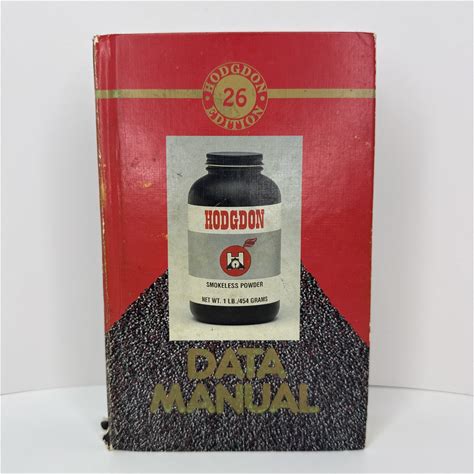 HODGDON
26
EDITION
HODGDON
H
SMOKELESS POWDER
NET WT. 1 LB./454 GRAMS
DATA
MANUAL